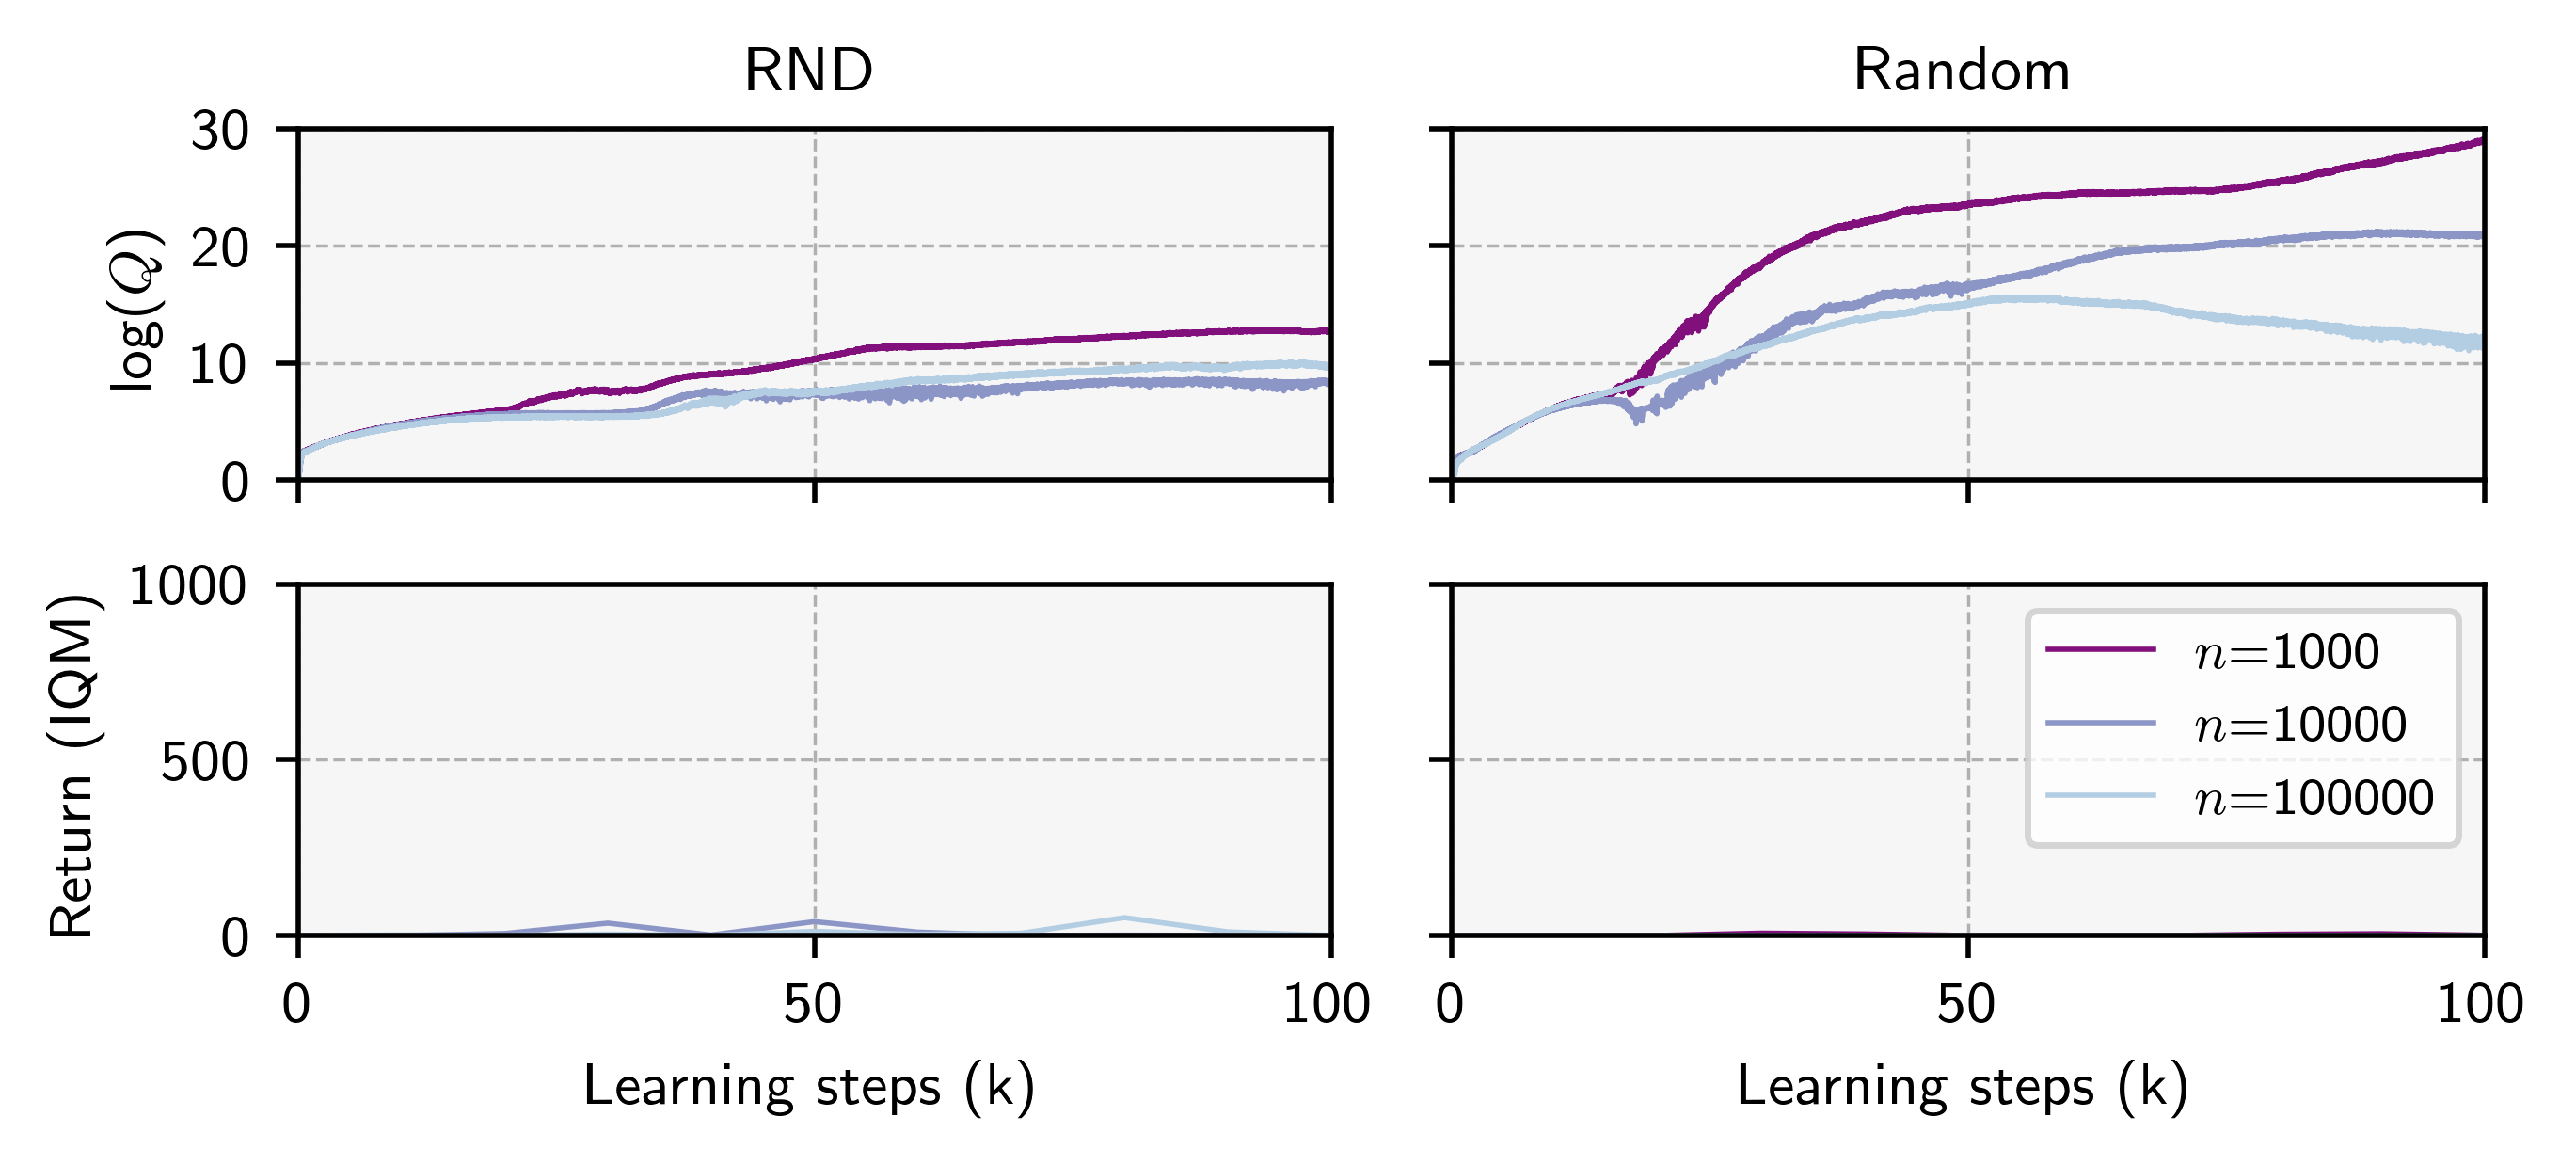 RND
Random
log(Q)
30
20
10
0
Return (IQM)
1000
500
0
n=1000
n=10000
n=100000
0 50 100
0 50 100
Learning steps (k)
Learning steps (k)